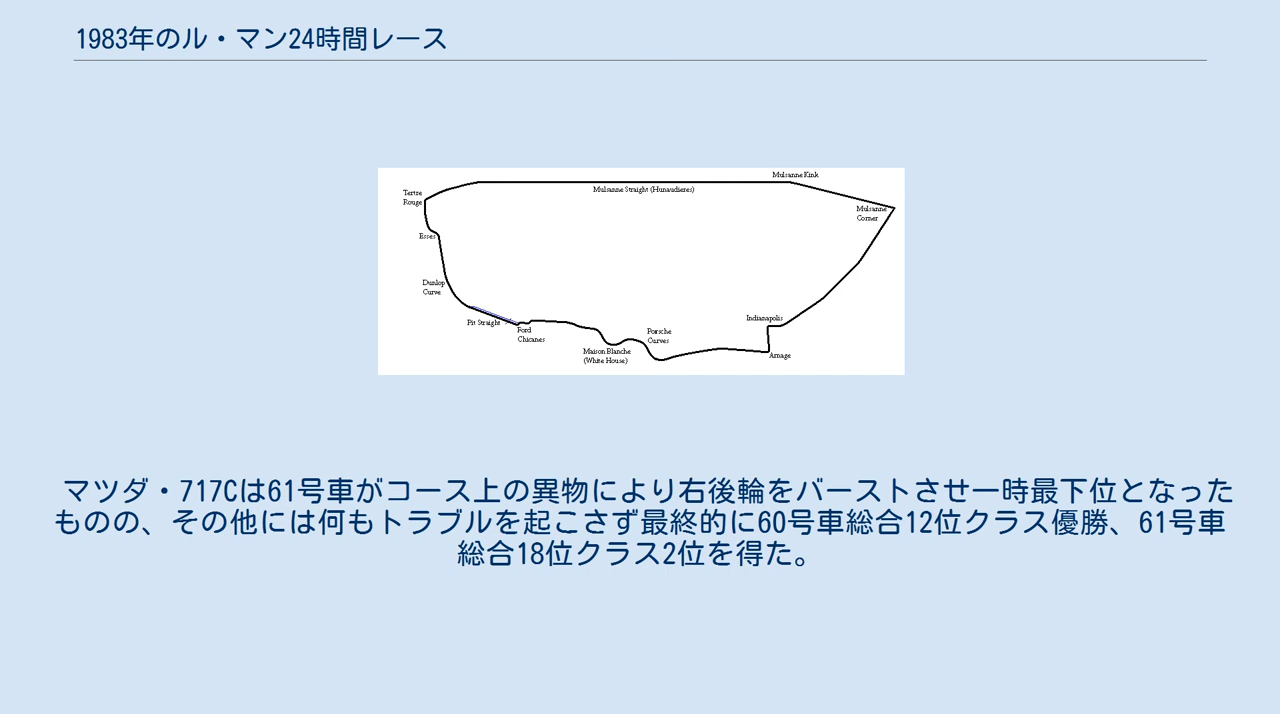 1983年のル・マン24時間レース
Mulsanne Kink
Mulsanne Straight (Hunaudieres)
Tertre
Rouge
Mulsanne
Corner
Esses
Dunlop
Curve
Indianapolis
Pit Straight
Ford
Chicanes
Porsche
Curves
Maison Blanche
(White House)
Arnage
マツダ・717Cは61号車がコース上の異物により右後輪をバーストさせ一時最下位となった
ものの、その他には何もトラブルを起こさず最終的に60号車総合12位クラス優勝、61号車
総合18位クラス2位を得た。